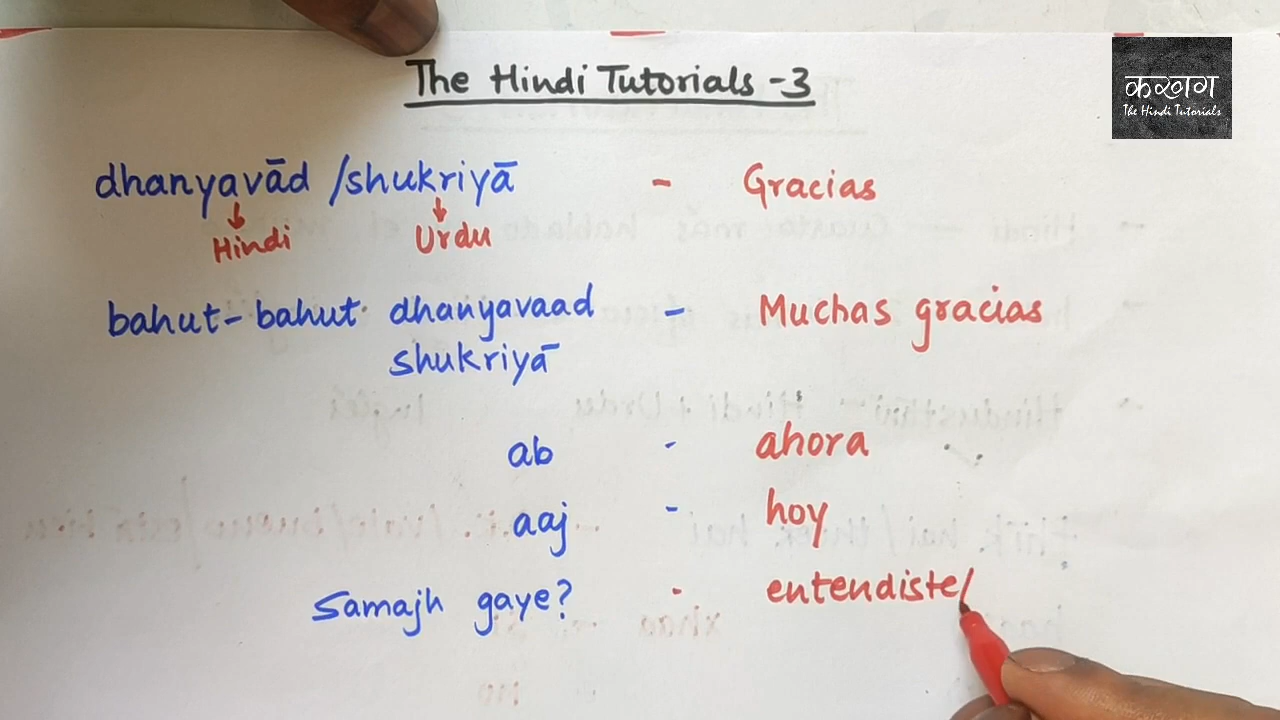 The Hindi Tutorials -3
कखग
The Hindi Tutorials
dhanyavād /shukriyā - Gracias
Hindi Urdu
bahut-bahut dhanyavaad - Muchas gracias
shukriyā
ab - ahora
aaj - hoy
samajh gaye? - entendiste/